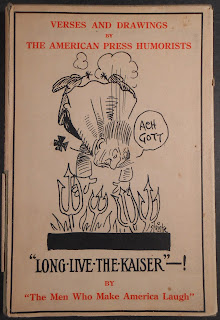 VERSES AND DRAWINGS
BY
THE AMERICAN PRESS HUMORISTS
ACH
GOTT
"LONG-LIVE-THE-KAISER"—!
BY
"The Men Who Make America Laugh"